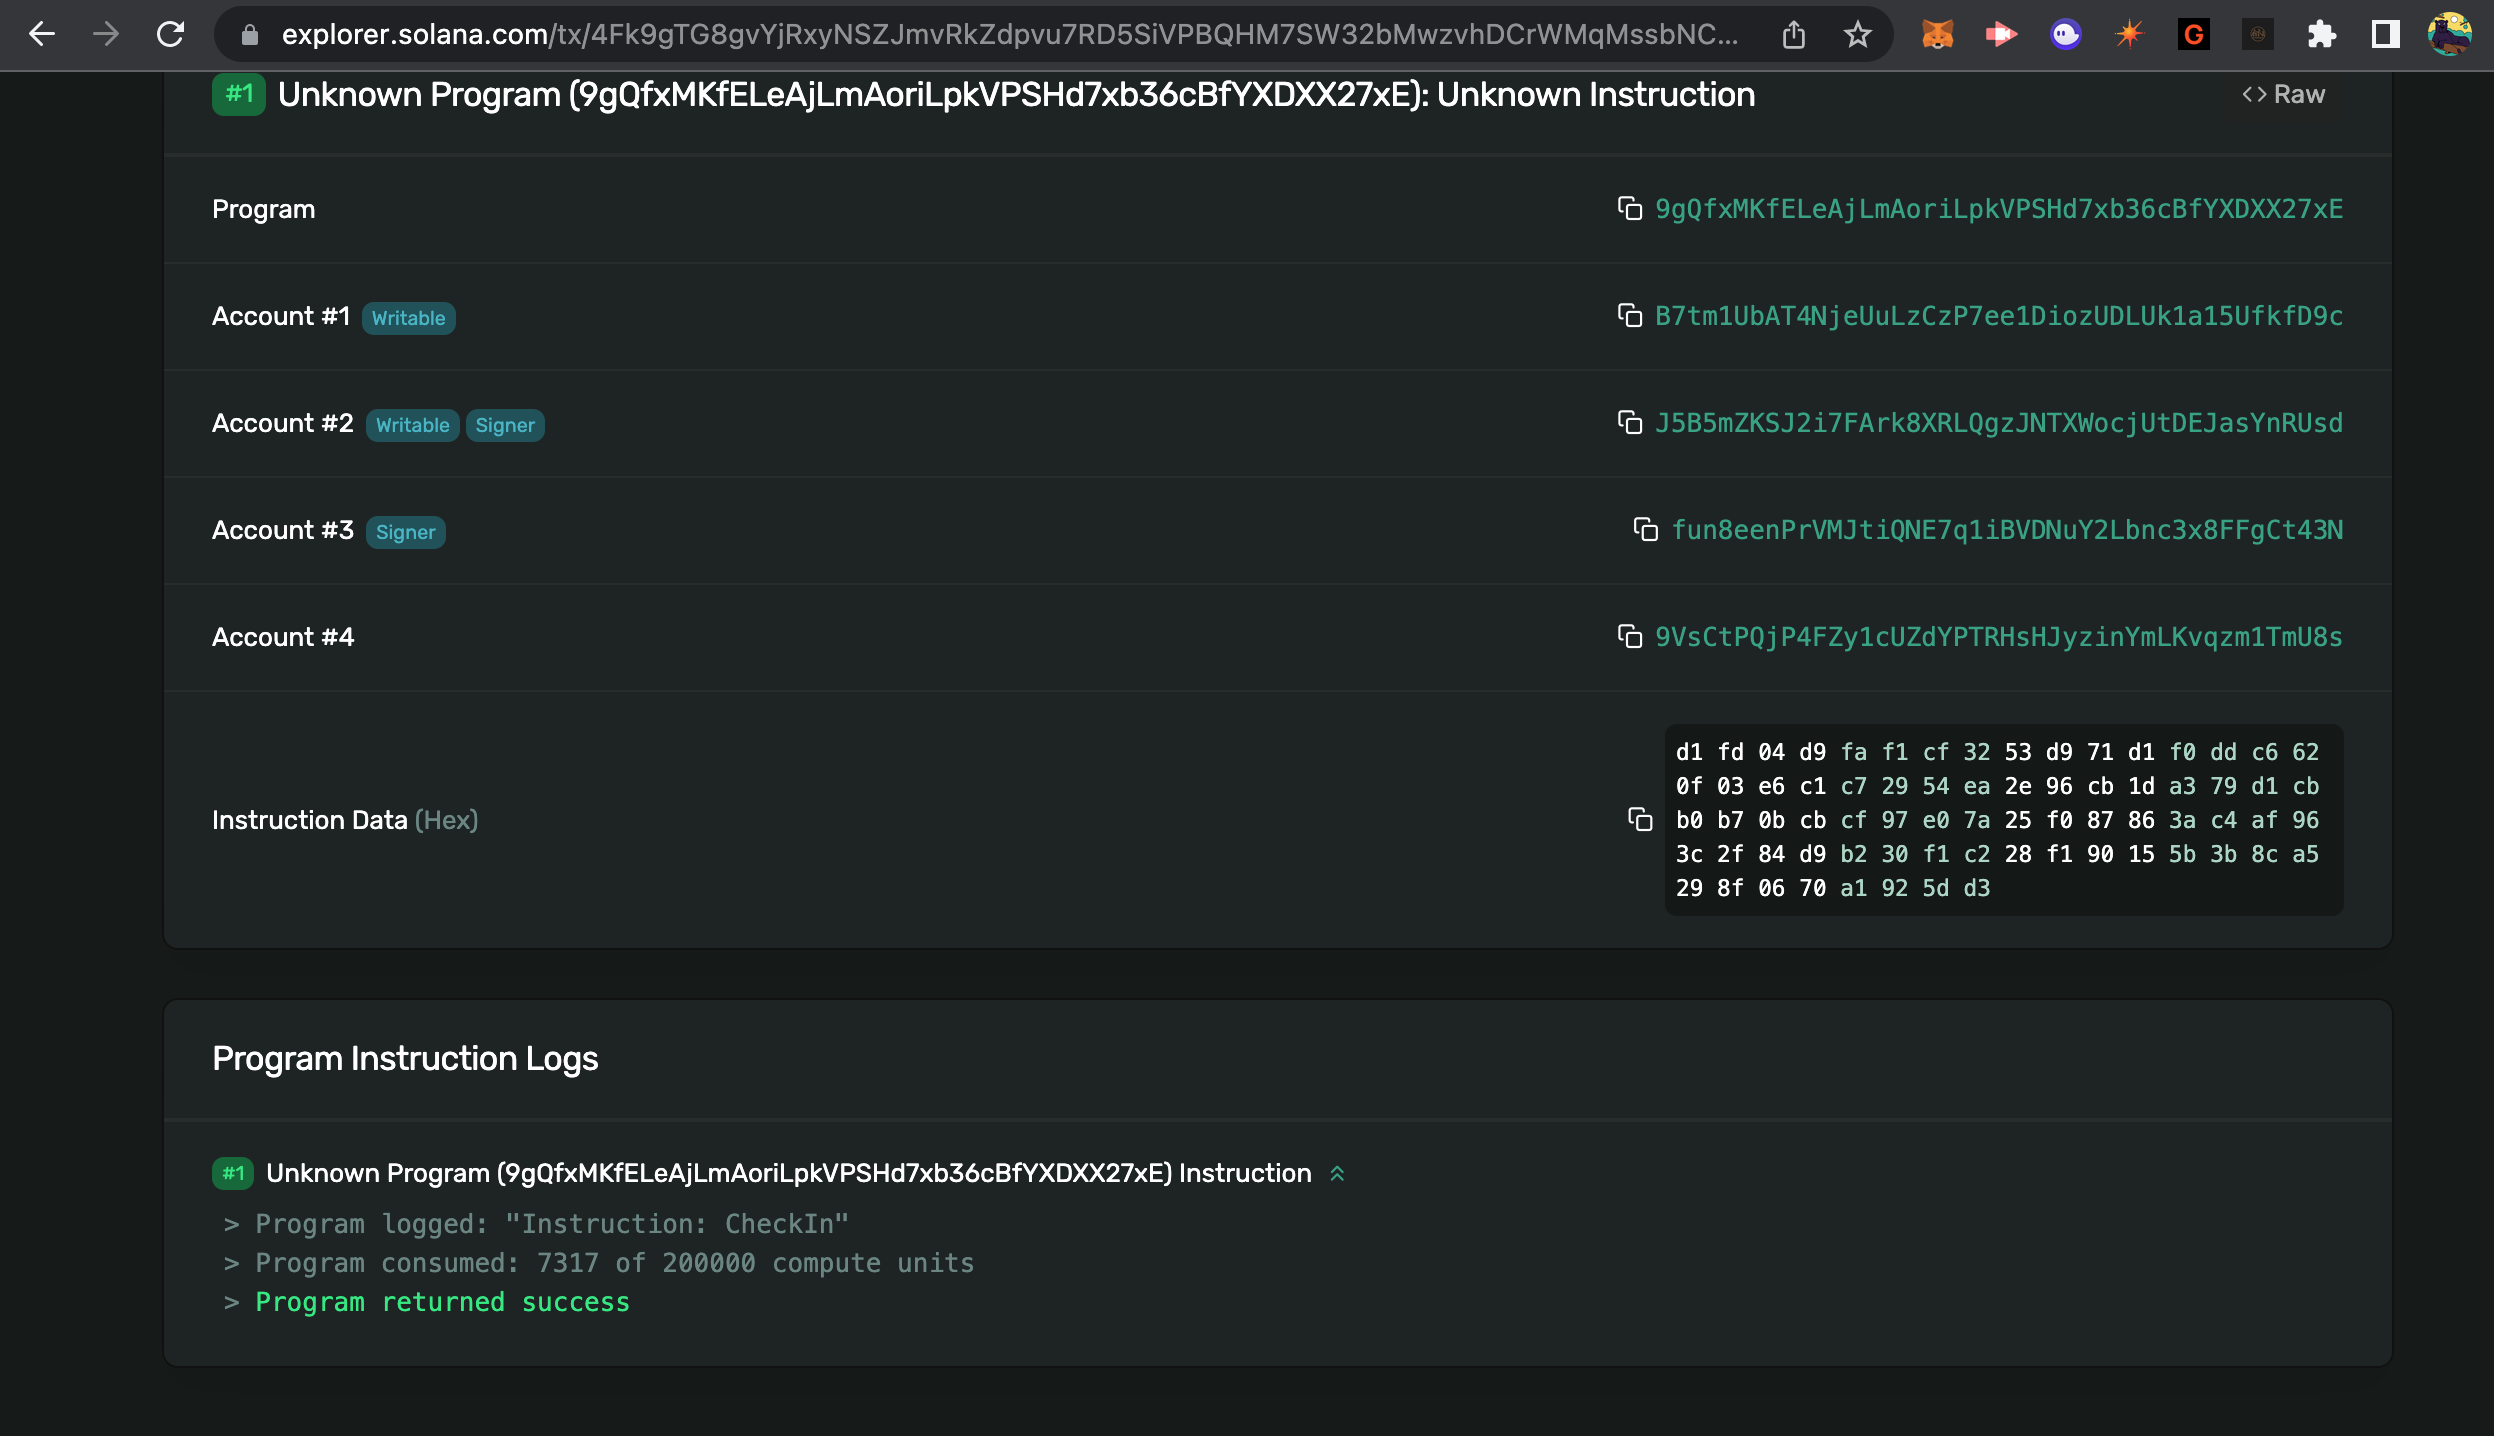 explorer.solana.com/tx/4Fk9gTG8gvYjRxyNSZJmvRkZdpvu7RD5SiVPBQHM7SW32bMwzvhDCrWMqMssbNC...
G
#1 Unknown Program (9gQfxMKfELeAjLmAoriLpkVPSHd7xb36cBfYXDXX27xE): Unknown Instruction
<> Raw
Program
9gQfxMKfELeAjLmAoriLpkVPSHd7xb36cBfYXDXX27xE
Account #1 Writable
B7tm1UbAT4NjeUuLzCzP7ee1DiozUDLUk1a15UfkfD9c
Account #2 Writable Signer
J5B5mZKSJ2i7FArk8XRLQgzJNTXWocjUtDEJasYnRUsd
Account #3 Signer
fun8eenPrVMJtiQNE7q1iBVDNuY2Lbnc3x8FFgCt43N
Account #4
9VsCtPQjP4FZy1cUZdYPTRHsHJyzinYmLKvqzm1TmU8s
Instruction Data (Hex)
d1 fd 04 d9 fa f1 cf 32 53 d9 71 d1 f0 dd c6 62
0f 03 e6 c1 c7 29 54 ea 2e 96 cb 1d a3 79 d1 cb
b0 b7 0b cb cf 97 e0 7a 25 f0 87 86 3a c4 af 96
3c 2f 84 d9 b2 30 f1 c2 28 f1 90 15 5b 3b 8c a5
29 8f 06 70 a1 92 5d d3
Program Instruction Logs
#1 Unknown Program (9gQfxMKfELeAjLmAoriLpkVPSHd7xb36cBfYXDXX27xE) Instruction
> Program logged: "Instruction: CheckIn"
> Program consumed: 7317 of 200000 compute units
> Program returned success